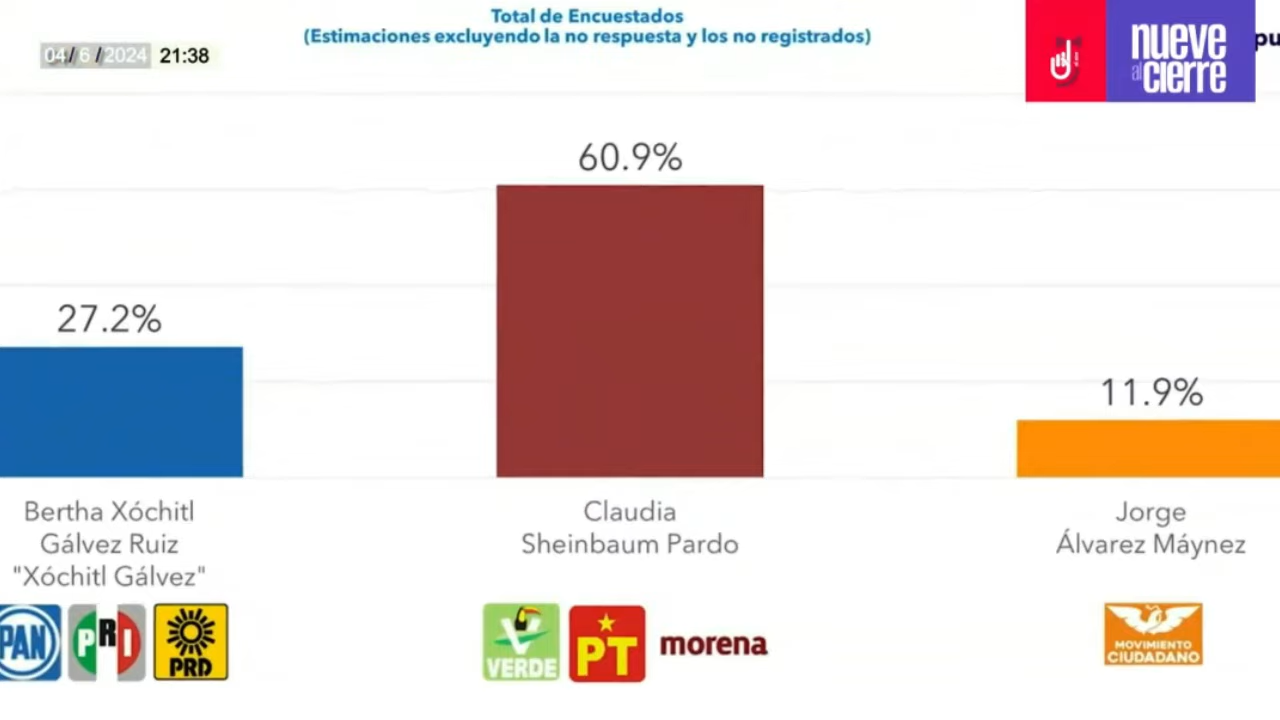 Total de Encuestados
(Estimaciones excluyendo la no respuesta y los no registrados)
04/ 6 /2024 21:38
nueve
al cierre
60.9%
27.2%
11.9%
Bertha Xóchitl
Gálvez Ruiz
"Xóchitl Gálvez"
Claudia
Sheinbaum Pardo
Jorge
Álvarez Máynez
PAN PRI PRD
VERDE PT morena
MOVIMIENTO
CIUDADANO